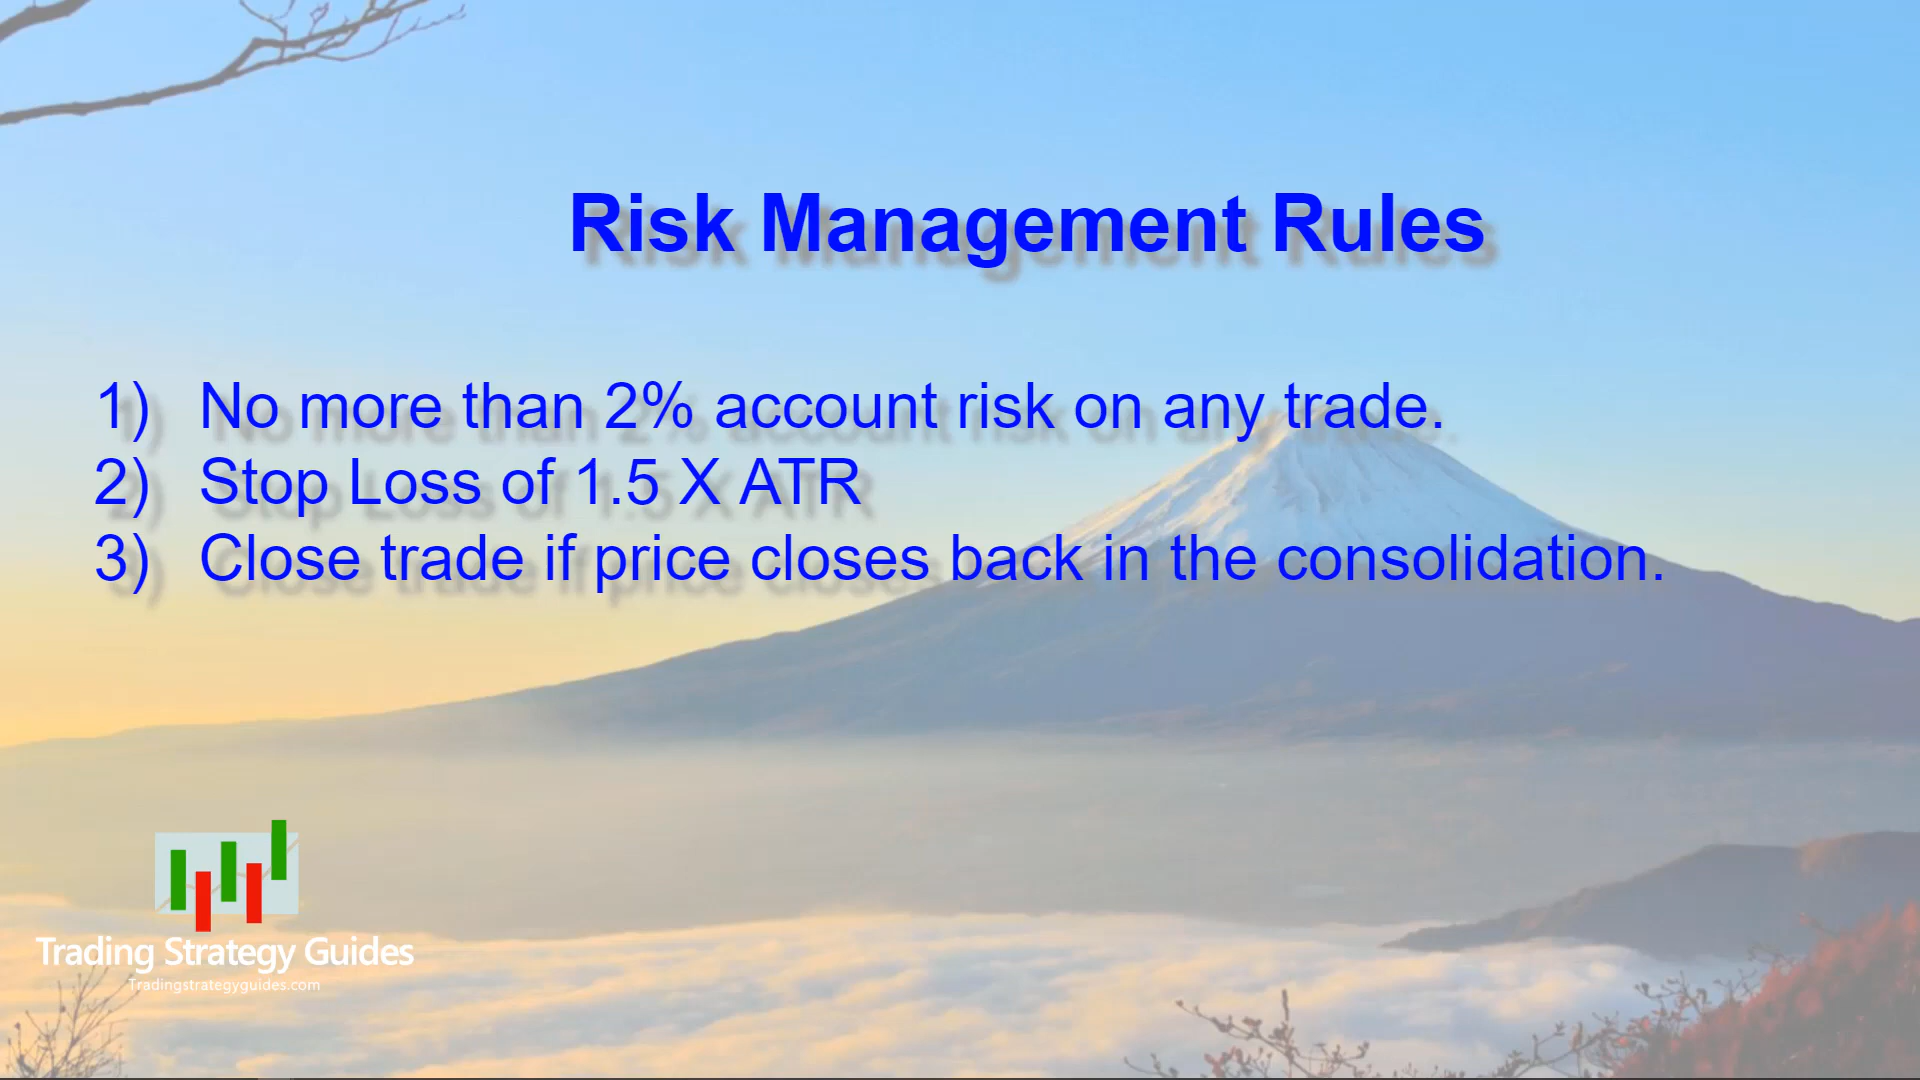 Risk Management Rules
1) No more than 2% account risk on any trade.
2) Stop Loss of 1.5 X ATR
3) Close trade if price closes back in the consolidation.
Trading Strategy Guides
Tradingstrategyguides.com